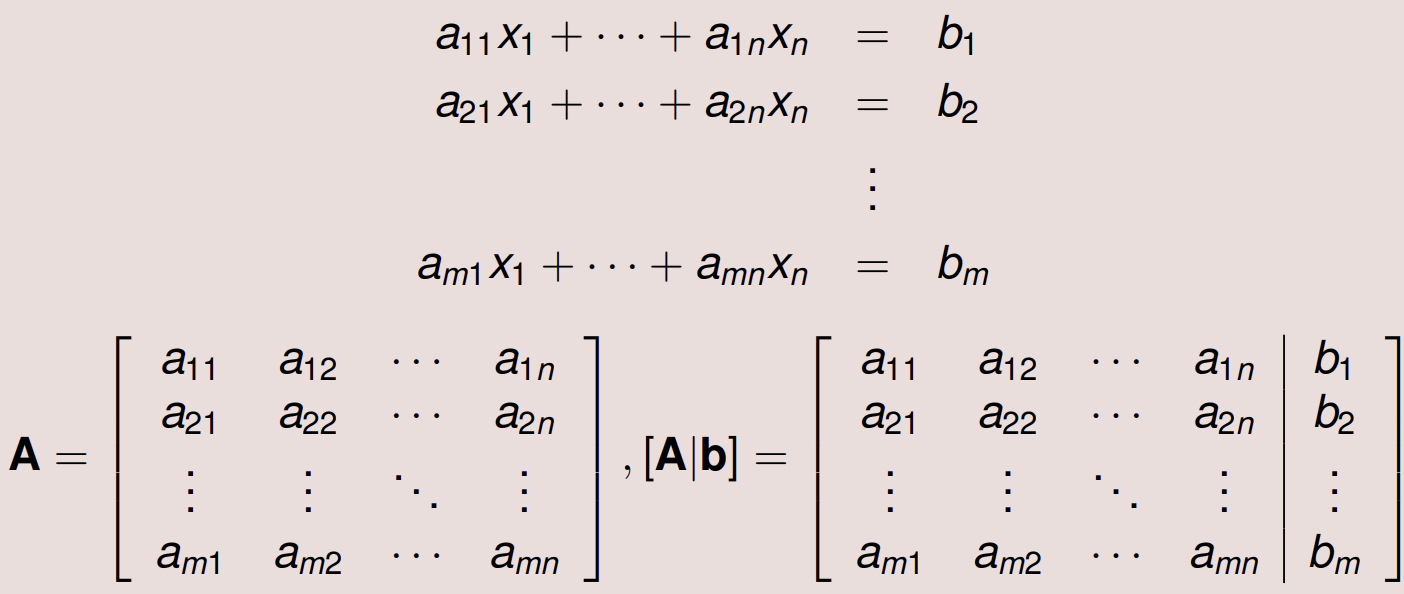 a₁₁x₁ + ⋯ + a₁ₙxₙ = b₁
a₂₁x₁ + ⋯ + a₂ₙxₙ = b₂
⋮
aₘ₁x₁ + ⋯ + aₘₙxₙ = bₘ
A = [ a₁₁ a₁₂ ⋯ a₁ₙ ; a₂₁ a₂₂ ⋯ a₂ₙ ; ⋮ ⋮ ⋱ ⋮ ; aₘ₁ aₘ₂ ⋯ aₘₙ ] , [A|b] = [ a₁₁ a₁₂ ⋯ a₁ₙ | b₁ ; a₂₁ a₂₂ ⋯ a₂ₙ | b₂ ; ⋮ ⋮ ⋱ ⋮ | ⋮ ; aₘ₁ aₘ₂ ⋯ aₘₙ | bₘ ]